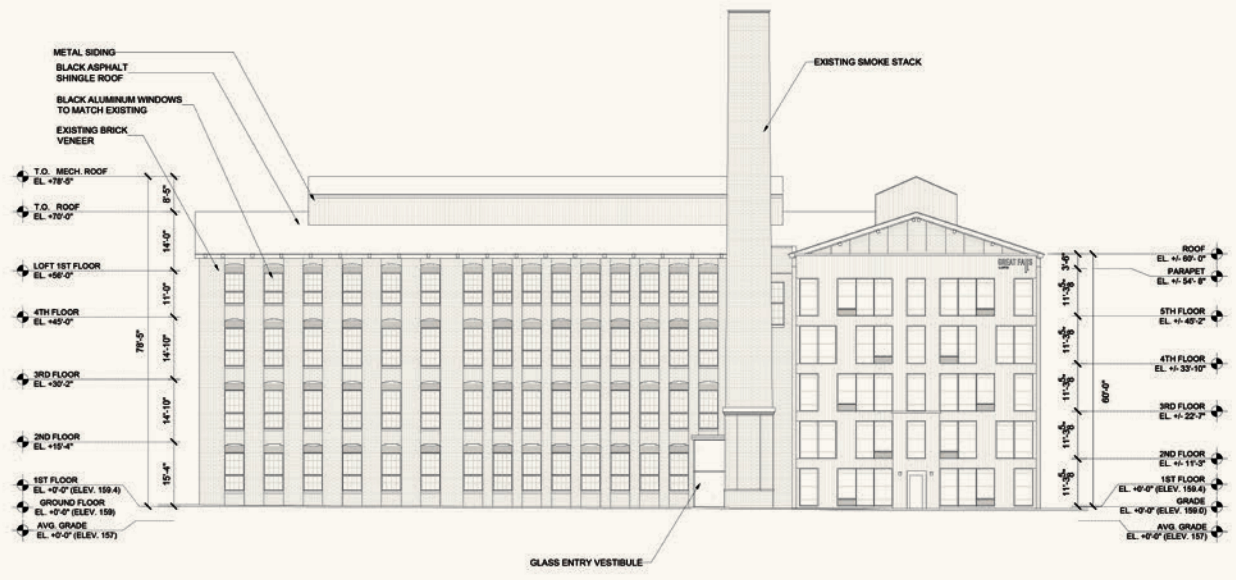 METAL SIDING
BLACK ASPHALT
SHINGLE ROOF
BLACK ALUMINUM WINDOWS
TO MATCH EXISTING
EXISTING BRICK
VENEER
EXISTING SMOKE STACK
T.O. MECH. ROOF
EL. +78'-5"
T.O. ROOF
EL. +70'-0"
LOFT 1ST FLOOR
EL. +56'-0"
4TH FLOOR
EL. +45'-0"
3RD FLOOR
EL. +30'-2"
2ND FLOOR
EL. +15'-4"
1ST FLOOR
EL. +0'-0" (ELEV. 159.4)
GROUND FLOOR
EL. +0'-0" (ELEV. 159)
AVG. GRADE
EL. +0'-0" (ELEV. 157)
78'-5"
8'-5"
14'-0"
11'-0"
14'-10"
14'-10"
15'-4"
GREAT FALLS
ROOF
EL. +/- 60'- 0"
PARAPET
EL. +/- 54'- 8"
5TH FLOOR
EL. +/- 45'-2"
4TH FLOOR
EL. +/- 33'-10"
3RD FLOOR
EL. +/- 22'-7"
2ND FLOOR
EL. +/- 11'-3"
1ST FLOOR
EL. +0'-0" (ELEV. 159.4)
GRADE
EL. +0'-0" (ELEV. 159.0)
AVG. GRADE
EL. +0'-0" (ELEV. 157)
3'-6"
60'-0"
GLASS ENTRY VESTIBULE